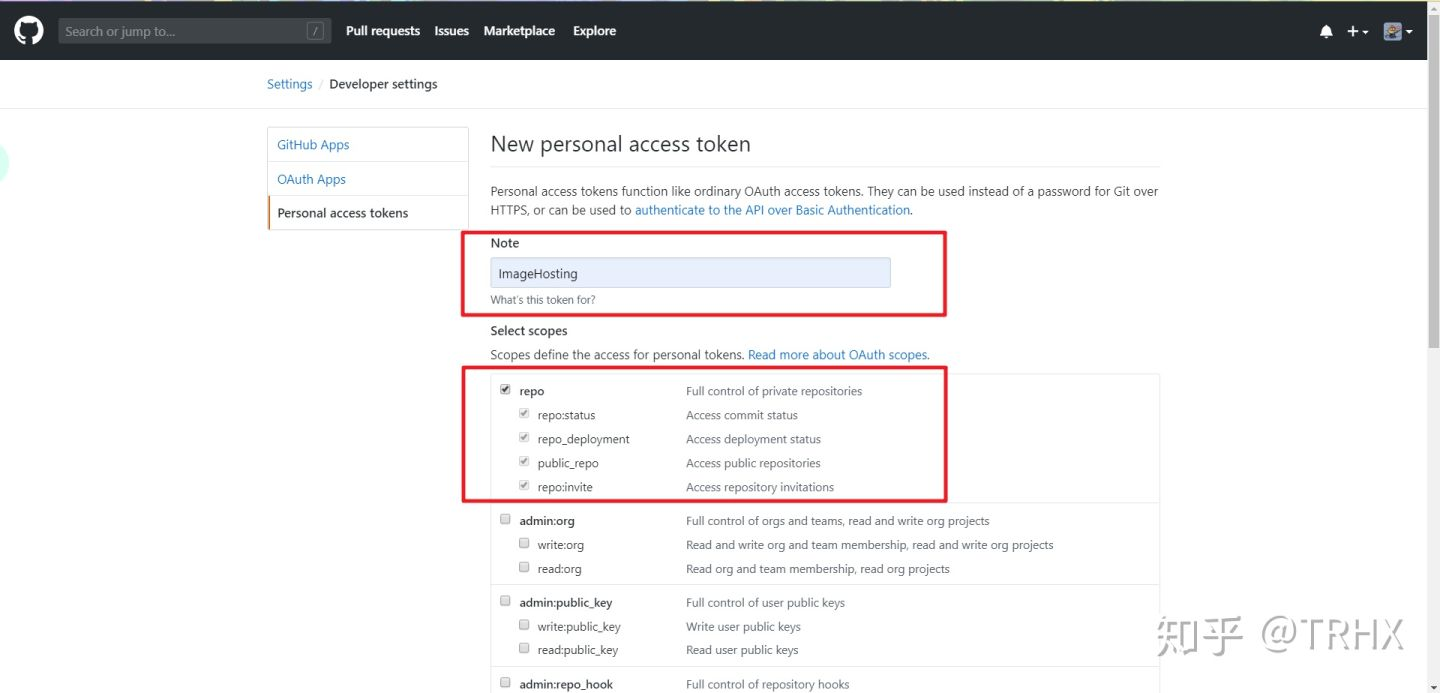 Search or jump to... /
Pull requests Issues Marketplace Explore
Settings / Developer settings
GitHub Apps
OAuth Apps
Personal access tokens
New personal access token
Personal access tokens function like ordinary OAuth access tokens. They can be used instead of a password for Git over
HTTPS, or can be used to authenticate to the API over Basic Authentication.
Note
ImageHosting
What's this token for?
Select scopes
Scopes define the access for personal tokens. Read more about OAuth scopes.
repo Full control of private repositories
repo:status Access commit status
repo_deployment Access deployment status
public_repo Access public repositories
repo:invite Access repository invitations
admin:org Full control of orgs and teams, read and write org projects
write:org Read and write org and team membership, read and write org projects
read:org Read org and team membership, read org projects
admin:public_key Full control of user public keys
write:public_key Write user public keys
read:public_key Read user public keys
admin:repo_hook Full control of repository hooks
知乎 @TRHX